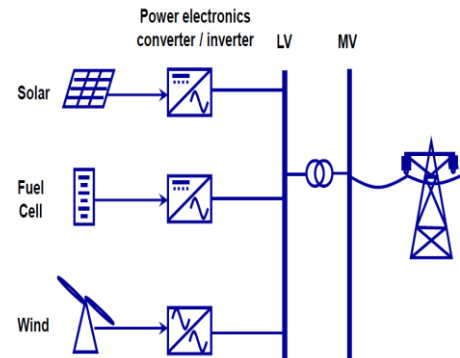 Power electronics
converter / inverter
LV
MV
Solar
Fuel
Cell
Wind